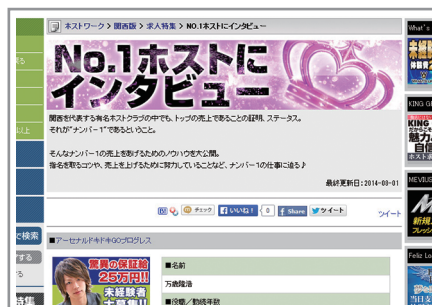 ホストワーク > 関西版 > 求人特集 > NO.1ホストにインタビュー
No.1ホストに
インタビュー
関西を代表する有名ホストクラブの中でも、トップの売上であることの証明、ステータス。
それが"ナンバー1"であるということ。
そんなナンバー1の売上を挙げるためのノウハウを大公開。
指名を取るコツや、売上を上げるために努力していることなど、ナンバー1の仕事に迫る♪
最終更新日:2014-08-01
チェック
いいね!
0
Share
ツイート
ツイート
■アーセナルドキドキGOプログレス
驚異の保証給
25万円!!
未経験者
大募集!!
■名前
万歳隆浩
■役職/勤続年数
What's
KING
MEVIUS
新規
Feliz
で検索
特集
以上